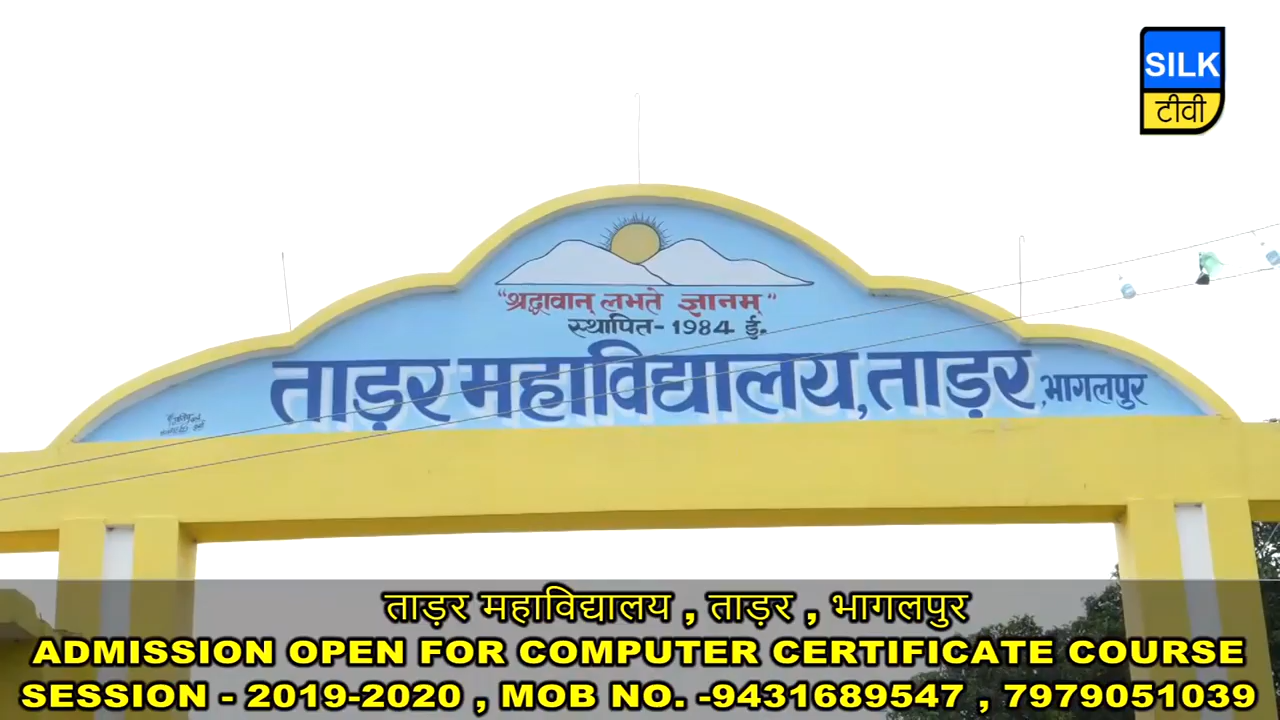 SILK
टीवी
"श्रद्धावान् लभते ज्ञानम्"
स्थापित- 1984 ई.
ताड़र महाविद्यालय, ताड़र, भागलपुर
ताड़र महाविद्यालय , ताड़र , भागलपुर
ADMISSION OPEN FOR COMPUTER CERTIFICATE COURSE
SESSION - 2019-2020 , MOB NO. -9431689547 , 7979051039